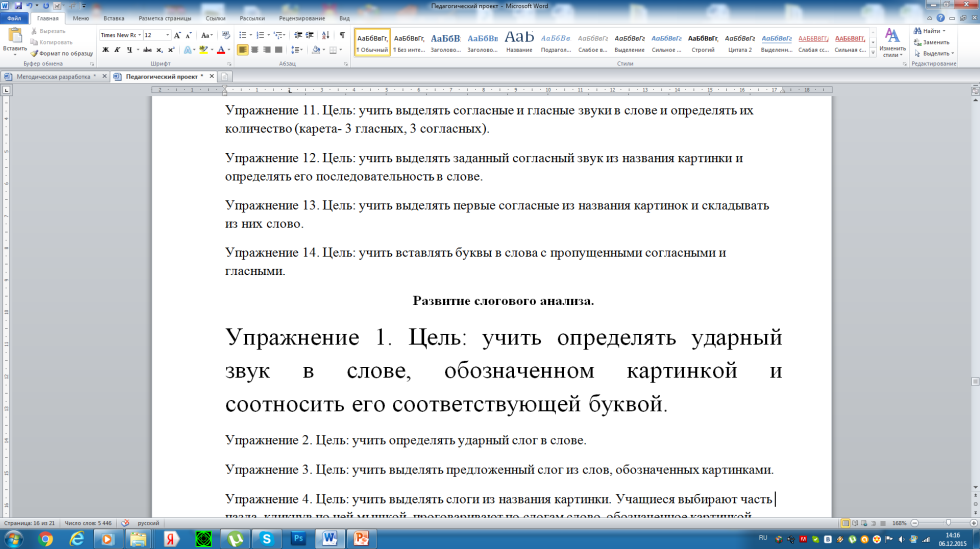 Педагогический проект - Microsoft Word
Файл Главная Меню Вставка Разметка страницы Ссылки Рассылки Рецензирование Вид
Вставить
Вырезать
Копировать
Формат по образцу
Буфер обмена
Times New Ro 12
Шрифт
Абзац
АаБбВвГг, АаБбВвГг, АаБбВ АаБбВв АаБ АаБбВв АаБбВвГг АаБбВвГг АаБбВвГг АаБбВвГг, АаБбВвГг АаБбВвГг АаБбВвГг, АаБбВвГг,
¶ Обычный ¶ Без инте... Заголово... Заголово... Название Подзагол... Слабое в... Выделение Сильное ... Строгий Цитата 2 Выделенн... Слабая сс... Сильная с...
Стили
Изменить стили
Найти
Заменить
Выделить
Редактирование
Методическая разработка * Педагогический проект *
Упражнение 11. Цель: учить выделять согласные и гласные звуки в слове и определять их
количество (карета- 3 гласных, 3 согласных).
Упражнение 12. Цель: учить выделять заданный согласный звук из названия картинки и
определять его последовательность в слове.
Упражнение 13. Цель: учить выделять первые согласные из названия картинок и складывать
из них слово.
Упражнение 14. Цель: учить вставлять буквы в слова с пропущенными согласными и
гласными.
Развитие слогового анализа.
Упражнение 1. Цель: учить определять ударный
звук в слове, обозначенном картинкой и
соотносить его соответствующей буквой.
Упражнение 2. Цель: учить определять ударный слог в слове.
Упражнение 3. Цель: учить выделять предложенный слог из слов, обозначенных картинками.
Упражнение 4. Цель: учить выделять слоги из названия картинки. Учащиеся выбирают часть
пазла, кликнув по ней мышкой, проговаривают по слогам слово, обозначенное картинкой
Страница: 16 из 21 Число слов: 5 446 русский 168%
RU 14:16
06.12.2015